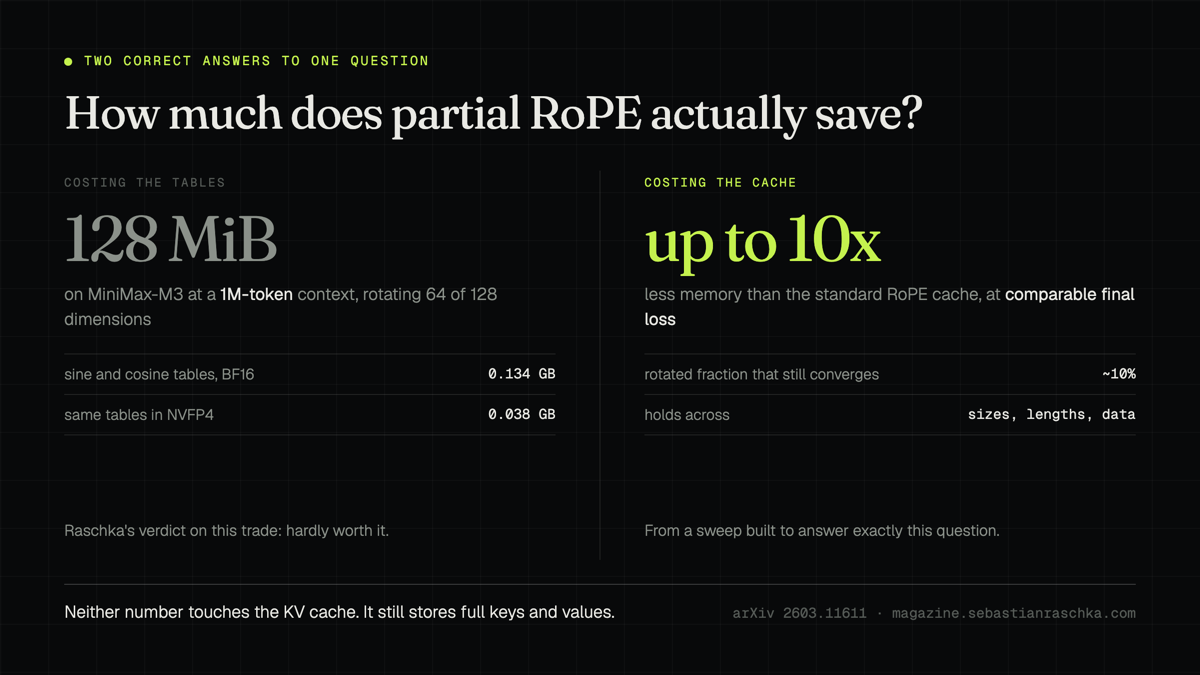 TWO CORRECT ANSWERS TO ONE QUESTION
How much does partial RoPE actually save?
COSTING THE TABLES
128 MiB
on MiniMax-M3 at a 1M-token context, rotating 64 of 128
dimensions
sine and cosine tables, BF16 0.134 GB
same tables in NVFP4 0.038 GB
Raschka's verdict on this trade: hardly worth it.
COSTING THE CACHE
up to 10x
less memory than the standard RoPE cache, at comparable final
loss
rotated fraction that still converges ~10%
holds across sizes, lengths, data
From a sweep built to answer exactly this question.
Neither number touches the KV cache. It still stores full keys and values.
arXiv 2603.11611 · magazine.sebastianraschka.com